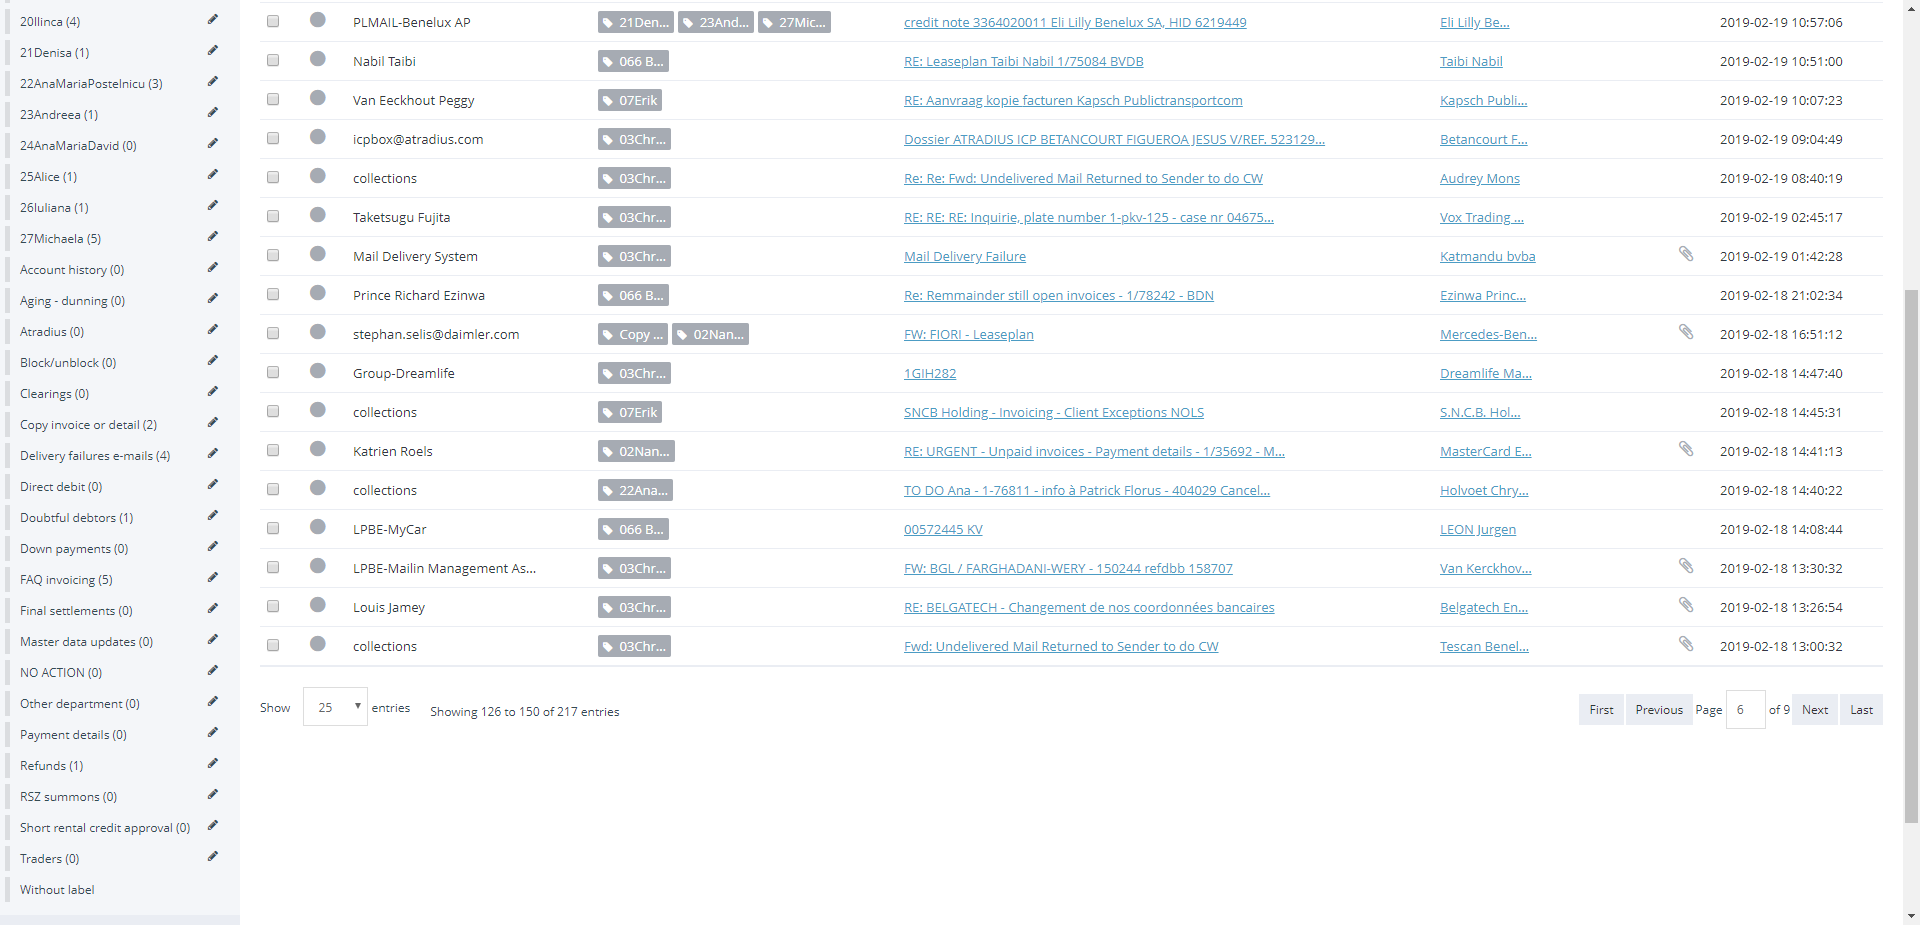 20Ilinca (4)
21Denisa (1)
22AnaMariaPostelnicu (3)
23Andreea (1)
24AnaMariaDavid (0)
25Alice (1)
26Iuliana (1)
27Michaela (5)
Account history (0)
Aging - dunning (0)
Atradius (0)
Block/unblock (0)
Clearings (0)
Copy invoice or detail (2)
Delivery failures e-mails (4)
Direct debit (0)
Doubtful debtors (1)
Down payments (0)
FAQ invoicing (5)
Final settlements (0)
Master data updates (0)
NO ACTION (0)
Other department (0)
Payment details (0)
Refunds (1)
RSZ summons (0)
Short rental credit approval (0)
Traders (0)
Without label
PLMAIL-Benelux AP 21Den... 23And... 27Mic... credit note 3364020011 Eli Lilly Benelux SA, HID 6219449 Eli Lilly Be... 2019-02-19 10:57:06
Nabil Taibi 066 B... RE: Leaseplan Taibi Nabil 1/75084 BVDB Taibi Nabil 2019-02-19 10:51:00
Van Eeckhout Peggy 07Erik RE: Aanvraag kopie facturen Kapsch Publictransportcom Kapsch Publi... 2019-02-19 10:07:23
icpbox@atradius.com 03Chr... Dossier ATRADIUS ICP BETANCOURT FIGUEROA JESUS V/REF. 523129... Betancourt F... 2019-02-19 09:04:49
collections 03Chr... Re: Re: Fwd: Undelivered Mail Returned to Sender to do CW Audrey Mons 2019-02-19 08:40:19
Taketsugu Fujita 03Chr... RE: RE: RE: Inquirie, plate number 1-pkv-125 - case nr 04675... Vox Trading ... 2019-02-19 02:45:17
Mail Delivery System 03Chr... Mail Delivery Failure Katmandu bvba 2019-02-19 01:42:28
Prince Richard Ezinwa 066 B... Re: Remmainder still open invoices - 1/78242 - BDN Ezinwa Princ... 2019-02-18 21:02:34
stephan.selis@daimler.com Copy ... 02Nan... FW: FIORI - Leaseplan Mercedes-Ben... 2019-02-18 16:51:12
Group-Dreamlife 03Chr... 1GIH282 Dreamlife Ma... 2019-02-18 14:47:40
collections 07Erik SNCB Holding - Invoicing - Client Exceptions NOLS S.N.C.B. Hol... 2019-02-18 14:45:31
Katrien Roels 02Nan... RE: URGENT - Unpaid invoices - Payment details - 1/35692 - M... MasterCard E... 2019-02-18 14:41:13
collections 22Ana... TO DO Ana - 1-76811 - info à Patrick Florus - 404029 Cancel... Holvoet Chry... 2019-02-18 14:40:22
LPBE-MyCar 066 B... 00572445 KV LEON Jurgen 2019-02-18 14:08:44
LPBE-Mailin Management As... 03Chr... FW: BGL / FARGHADANI-WERY - 150244 refdbb 158707 Van Kerckhov... 2019-02-18 13:30:32
Louis Jamey 03Chr... RE: BELGATECH - Changement de nos coordonnées bancaires Belgatech En... 2019-02-18 13:26:54
collections 03Chr... Fwd: Undelivered Mail Returned to Sender to do CW Tescan Benel... 2019-02-18 13:00:32
Show 25 entries Showing 126 to 150 of 217 entries First Previous Page 6 of 9 Next Last